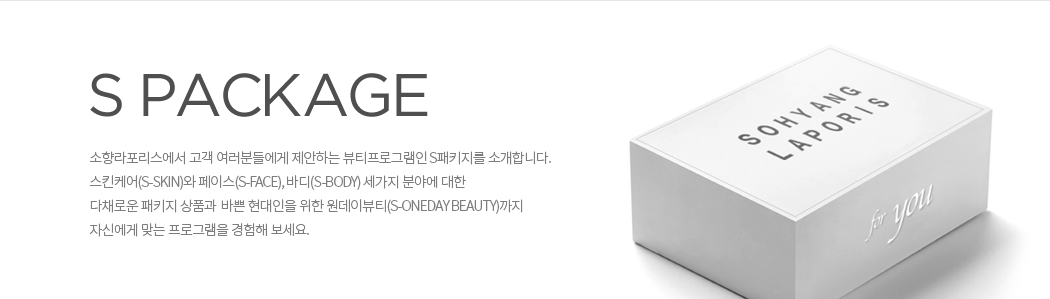 S PACKAGE
소향라포리스에서 고객 여러분들에게 제안하는 뷰티프로그램인 S패키지를 소개합니다.
스킨케어(S-SKIN)와 페이스(S-FACE), 바디(S-BODY) 세가지 분야에 대한
다채로운 패키지 상품과 바쁜 현대인을 위한 원데이뷰티(S-ONEDAY BEAUTY)까지
자신에게 맞는 프로그램을 경험해 보세요.
SOHYANG
LAPORIS
for you